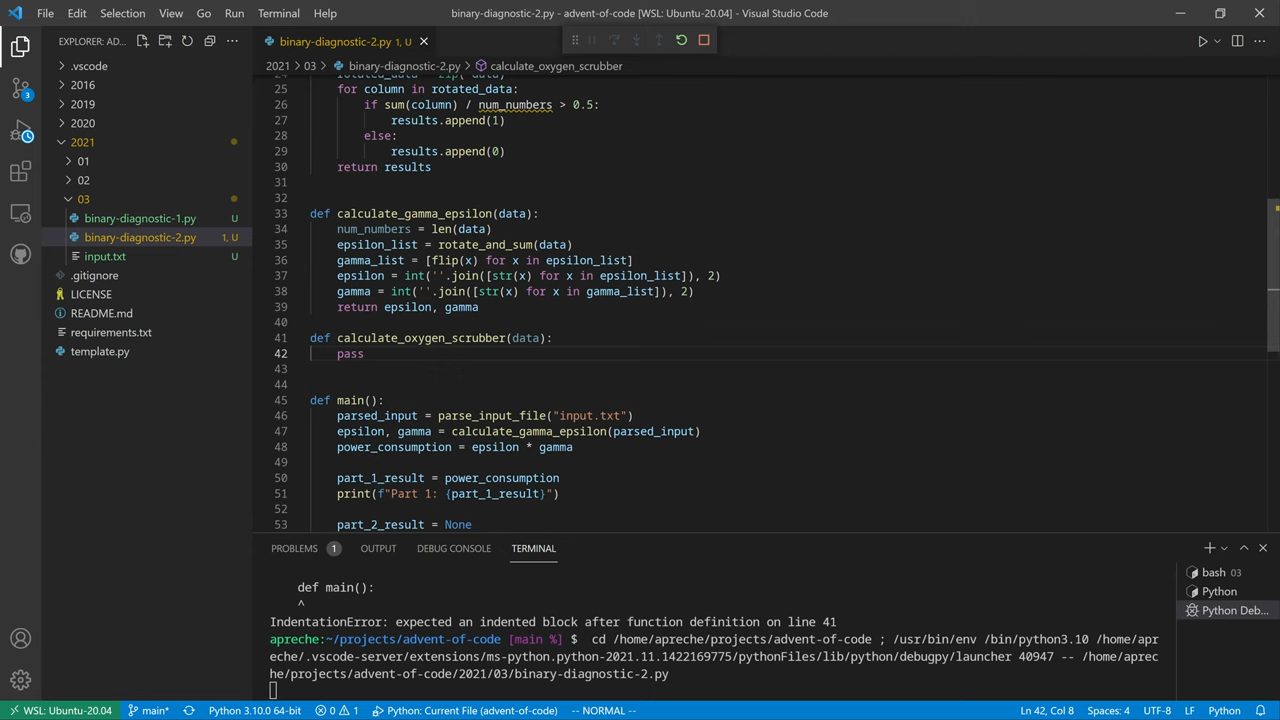 File Edit Selection View Go Run Terminal Help binary-diagnostic-2.py - advent-of-code [WSL: Ubuntu-20.04] - Visual Studio Code
EXPLORER: AD...
binary-diagnostic-2.py 1, U
2021 > 03 > binary-diagnostic-2.py > calculate_oxygen_scrubber
.vscode
2016
2019
2020
2021
01
02
03
binary-diagnostic-1.py U
binary-diagnostic-2.py 1, U
input.txt U
.gitignore
LICENSE
README.md
requirements.txt
template.py
3
24 rotated_data = zip(*data)
25 for column in rotated_data:
26 if sum(column) / num_numbers > 0.5:
27 results.append(1)
28 else:
29 results.append(0)
30 return results
31
32
33 def calculate_gamma_epsilon(data):
34 num_numbers = len(data)
35 epsilon_list = rotate_and_sum(data)
36 gamma_list = [flip(x) for x in epsilon_list]
37 epsilon = int(''.join([str(x) for x in epsilon_list]), 2)
38 gamma = int(''.join([str(x) for x in gamma_list]), 2)
39 return epsilon, gamma
40
41 def calculate_oxygen_scrubber(data):
42 pass
43
44
45 def main():
46 parsed_input = parse_input_file("input.txt")
47 epsilon, gamma = calculate_gamma_epsilon(parsed_input)
48 power_consumption = epsilon * gamma
49
50 part_1_result = power_consumption
51 print(f"Part 1: {part_1_result}")
53 part_2_result = None
PROBLEMS 1 OUTPUT DEBUG CONSOLE TERMINAL
def main():
^
IndentationError: expected an indented block after function definition on line 41
apreche:~/projects/advent-of-code [main %] $ cd /home/apreche/projects/advent-of-code ; /usr/bin/env /bin/python3.10 /home/apr
eche/.vscode-server/extensions/ms-python.python-2021.11.1422169775/pythonFiles/lib/python/debugpy/launcher 40947 -- /home/aprec
he/projects/advent-of-code/2021/03/binary-diagnostic-2.py
bash 03
Python
Python Deb...
WSL: Ubuntu-20.04 main* Python 3.10.0 64-bit 0 1 Python: Current File (advent-of-code) -- NORMAL -- Ln 42, Col 8 Spaces: 4 UTF-8 LF Python